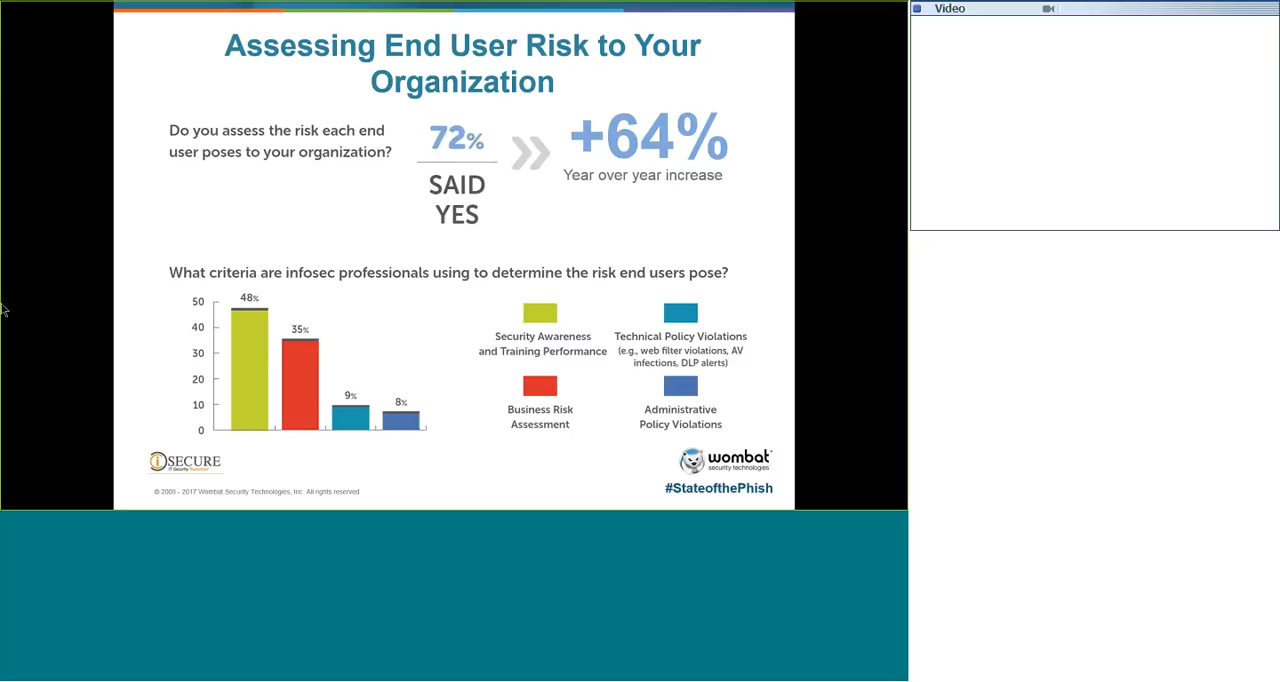 Video
Assessing End User Risk to Your
Organization
Do you assess the risk each end
user poses to your organization?
72%
SAID
YES
+64%
Year over year increase
What criteria are infosec professionals using to determine the risk end users pose?
50
40
30
20
10
0
48%
35%
9%
8%
Security Awareness
and Training Performance
Technical Policy Violations
(e.g., web filter violations, AV
infections, DLP alerts)
Business Risk
Assessment
Administrative
Policy Violations
iSECURE
IT Security Assurance
wombat
security technologies
© 2008 - 2017 Wombat Security Technologies, Inc. All rights reserved
#StateofthePhish